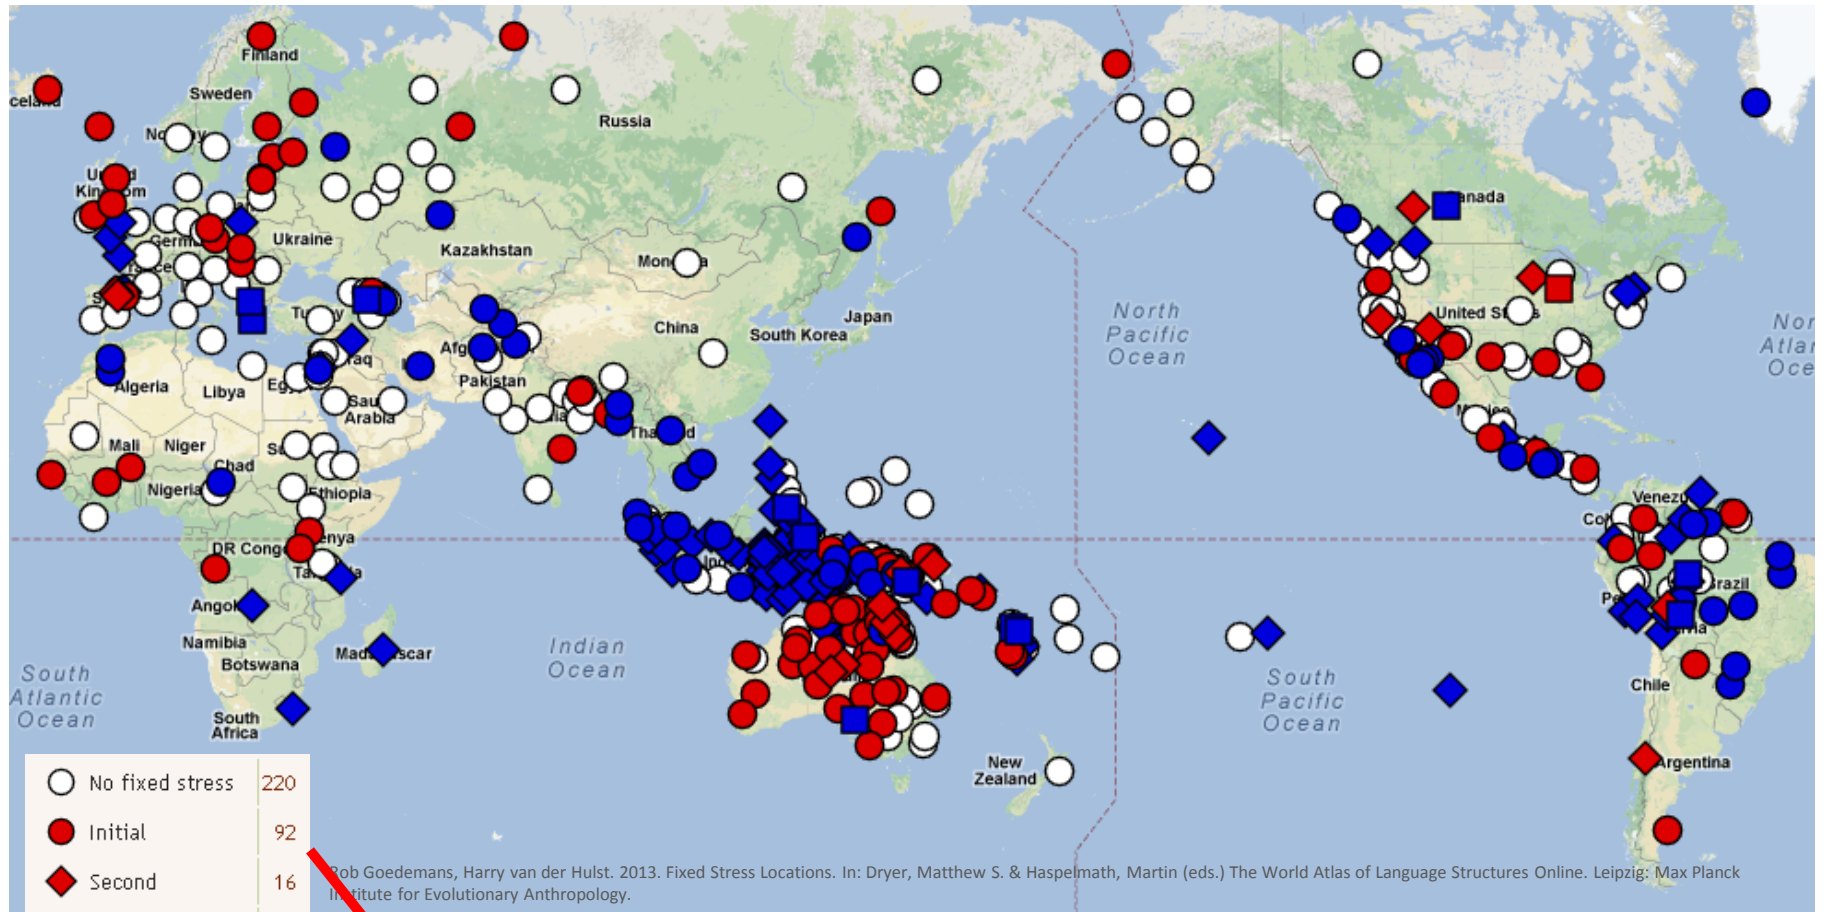 Finland
Sweden
Russia
Canada
Ukraine
Kazakhstan
Japan
China
South Korea
United
Kingdom
North
Pacific
Ocean
Pakistan
Algeria
Libya
Saudi
Arabia
Mali
Niger
Chad
Nigeria
Ethiopia
Venezu
DR Congo
Angola
Brazil
Namibia
Botswana
Madagascar
Indian
Ocean
South
Atlantic
Ocean
South
Pacific
Ocean
Chile
South
Africa
New
Zealand
Argentina
No fixed stress 220
Initial 92
Second 16
Rob Goedemans, Harry van der Hulst. 2013. Fixed Stress Locations. In: Dryer, Matthew S. & Haspelmath, Martin (eds.) The World Atlas of Language Structures Online. Leipzig: Max Planck
Institute for Evolutionary Anthropology.